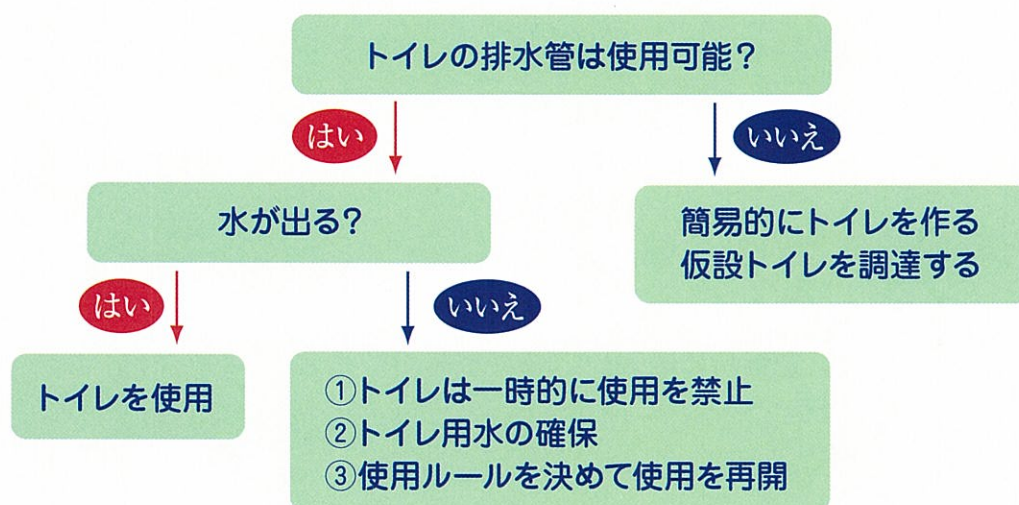 トイレの排水管は使用可能？
はい
いいえ
水が出る？
簡易的にトイレを作る
仮設トイレを調達する
はい
いいえ
トイレを使用
①トイレは一時的に使用を禁止
②トイレ用水の確保
③使用ルールを決めて使用を再開